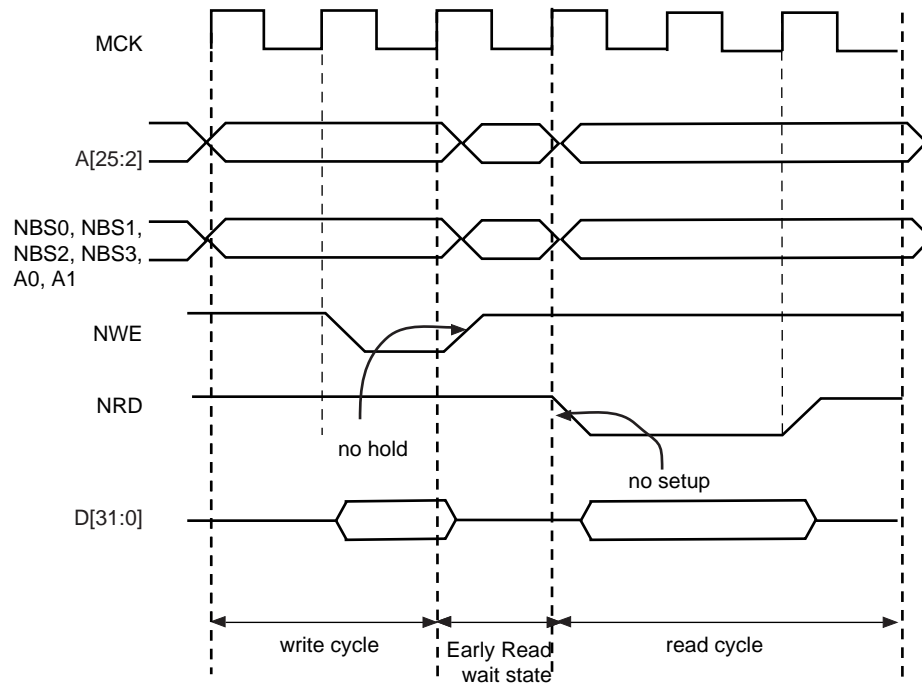 MCK
A[25:2]
NBS0, NBS1,
NBS2, NBS3,
A0, A1
NWE
NRD
no hold
no setup
D[31:0]
write cycle
Early Read
wait state
read cycle